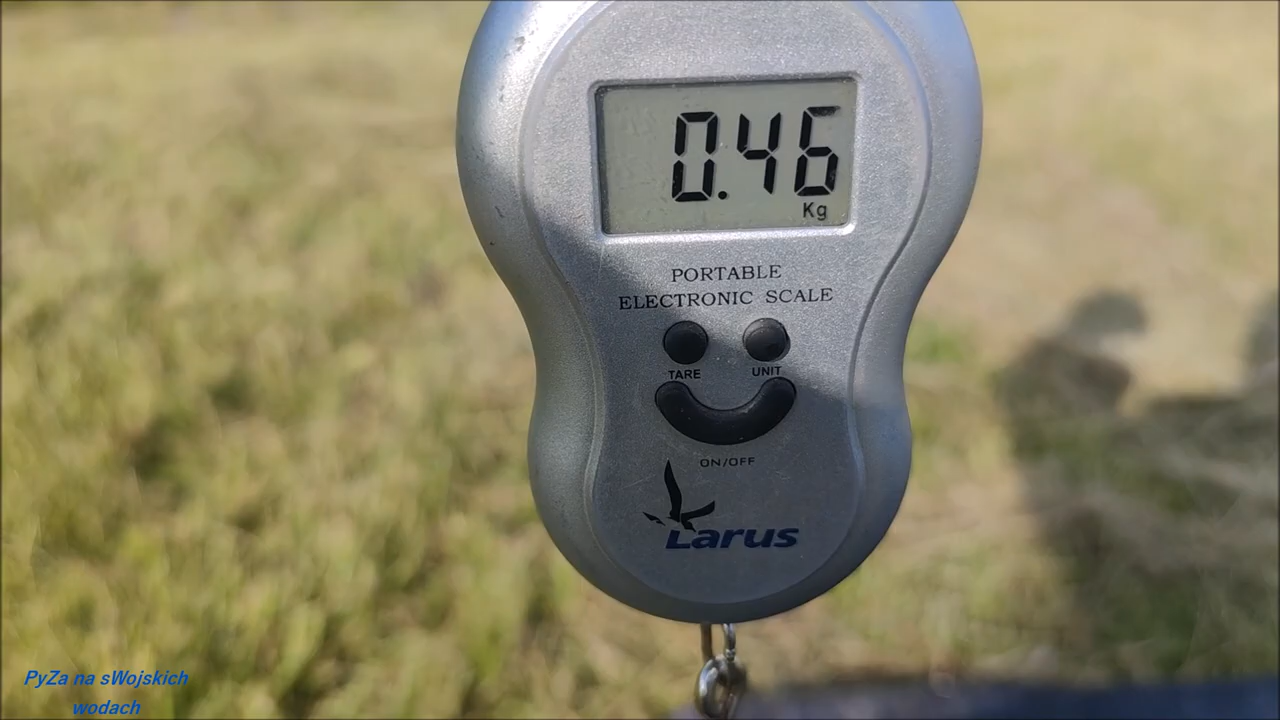 0.46
Kg
PORTABLE
ELECTRONIC SCALE
TARE UNIT
ON/OFF
Larus
PyZa na sWojskich
wodach